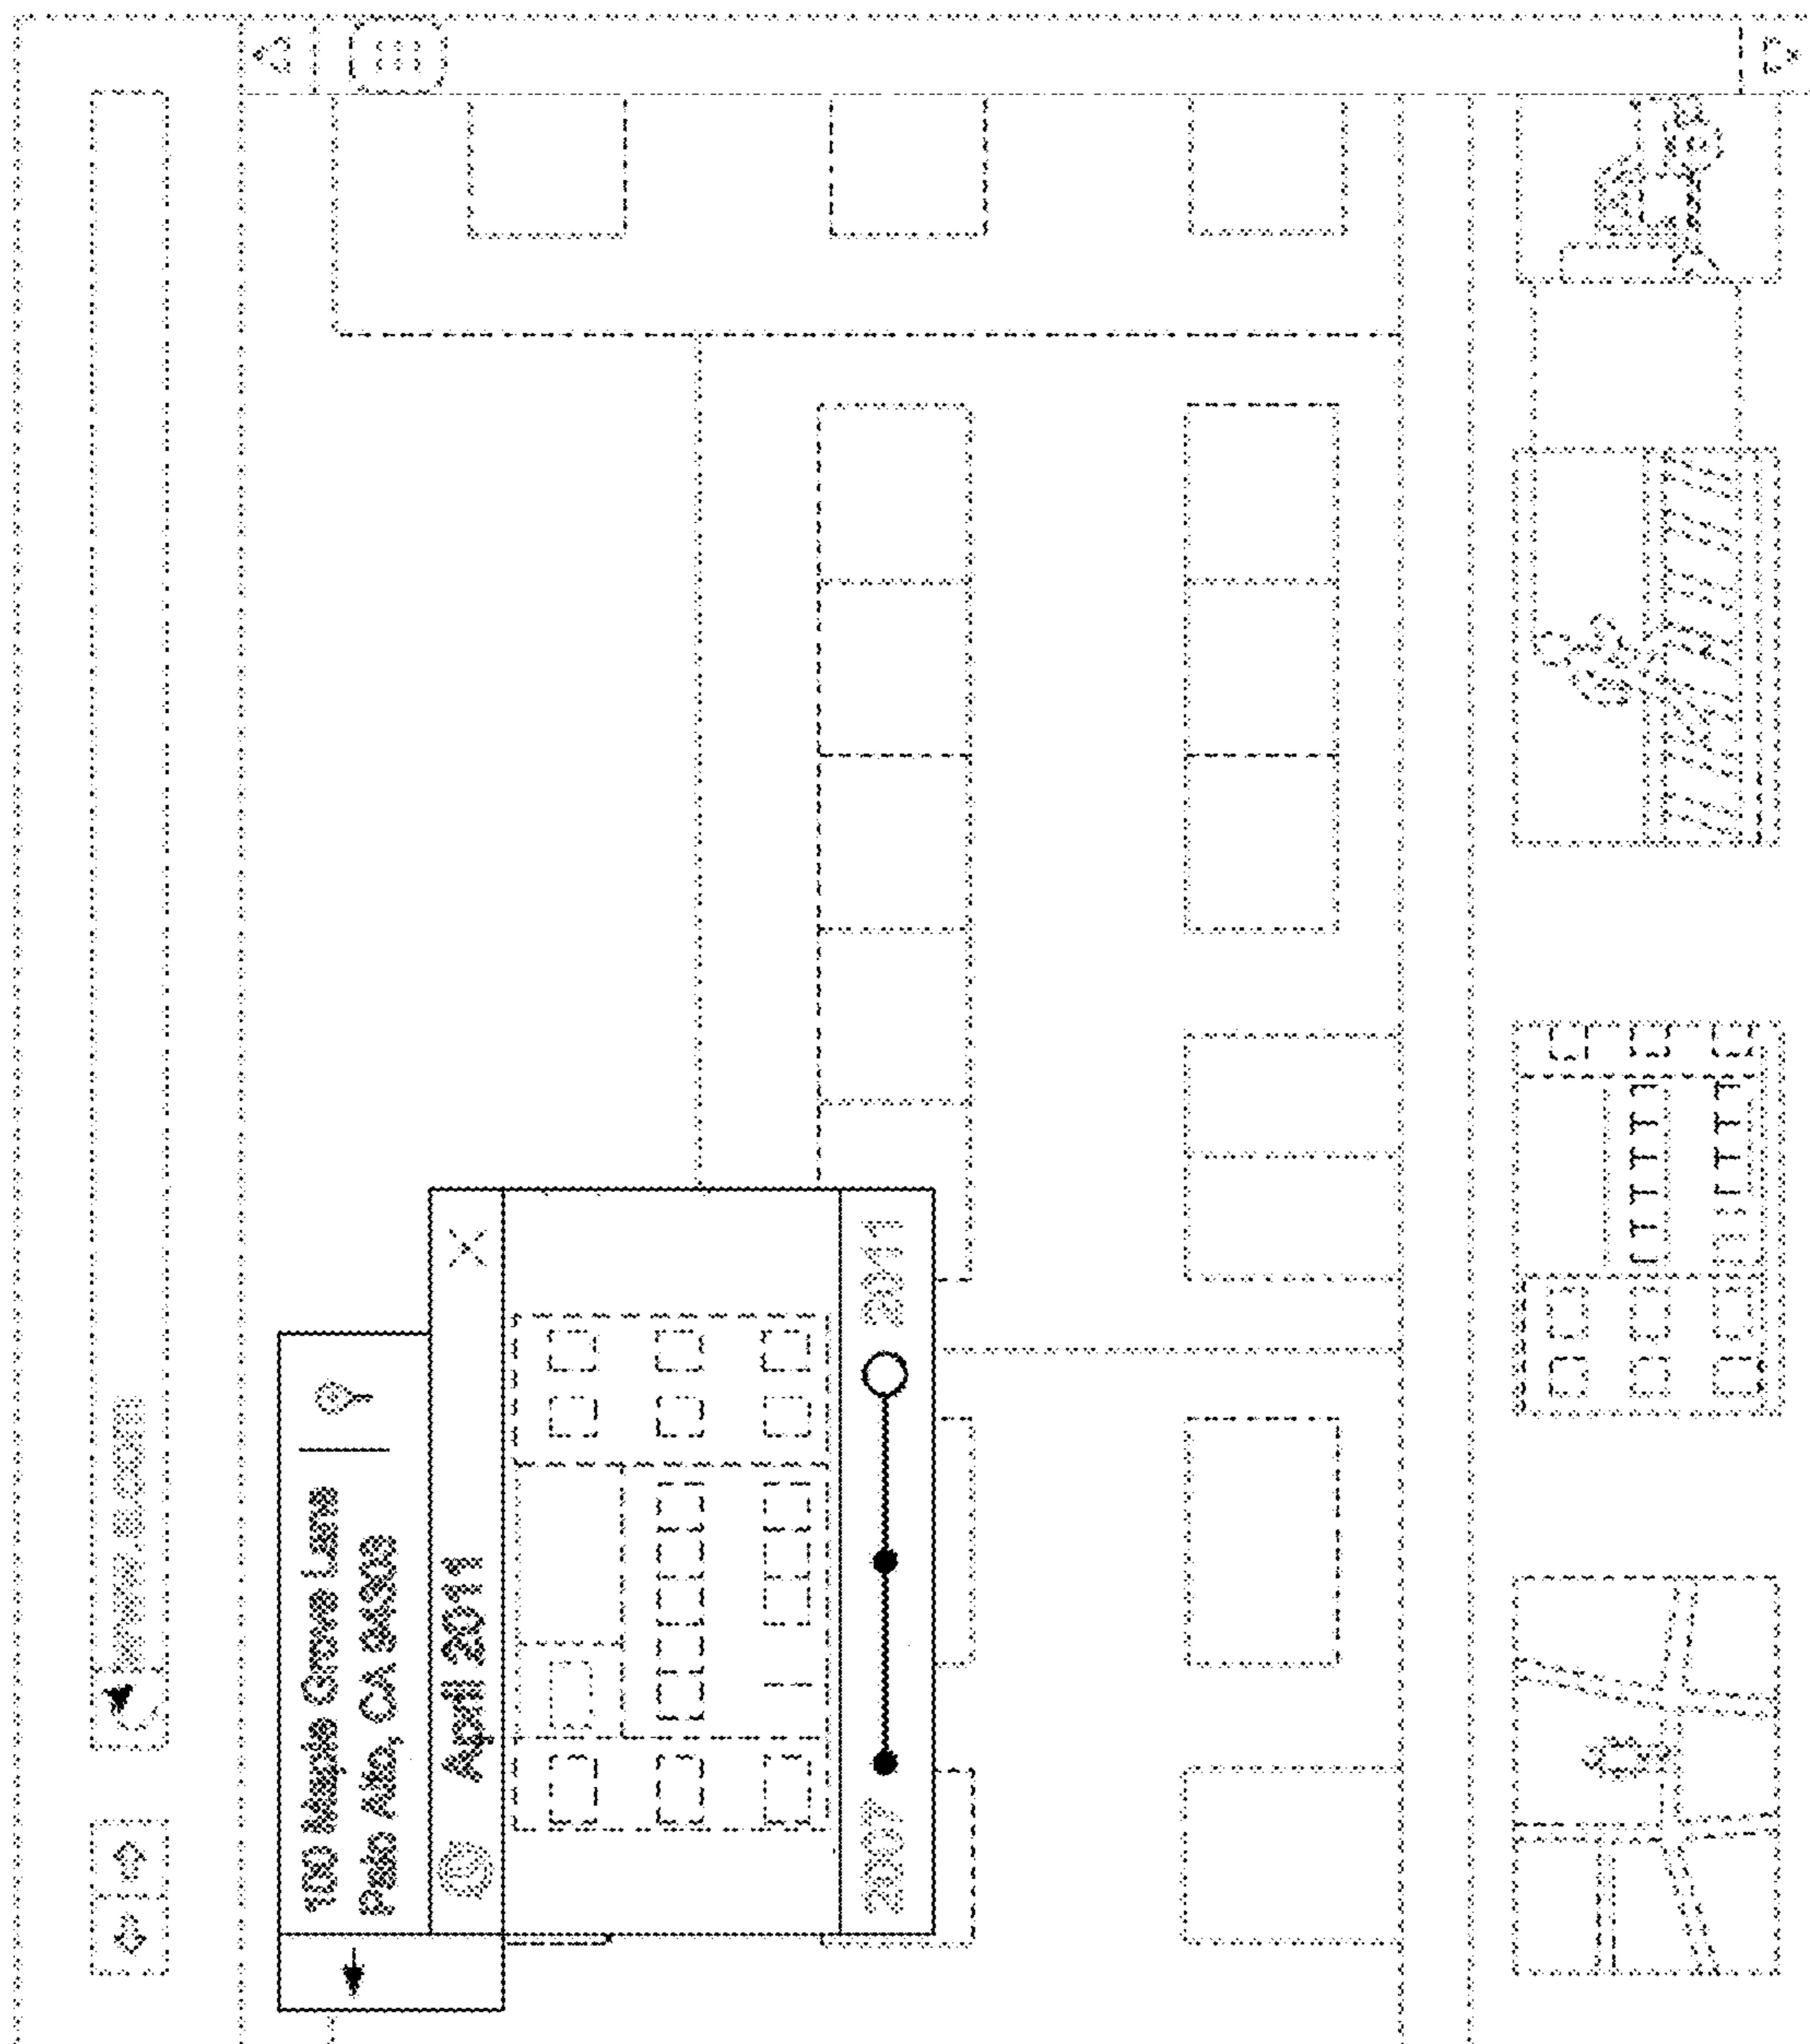 100 Maple Grove Lane
Palo Alto, CA 94303
April 2011
2007
2011